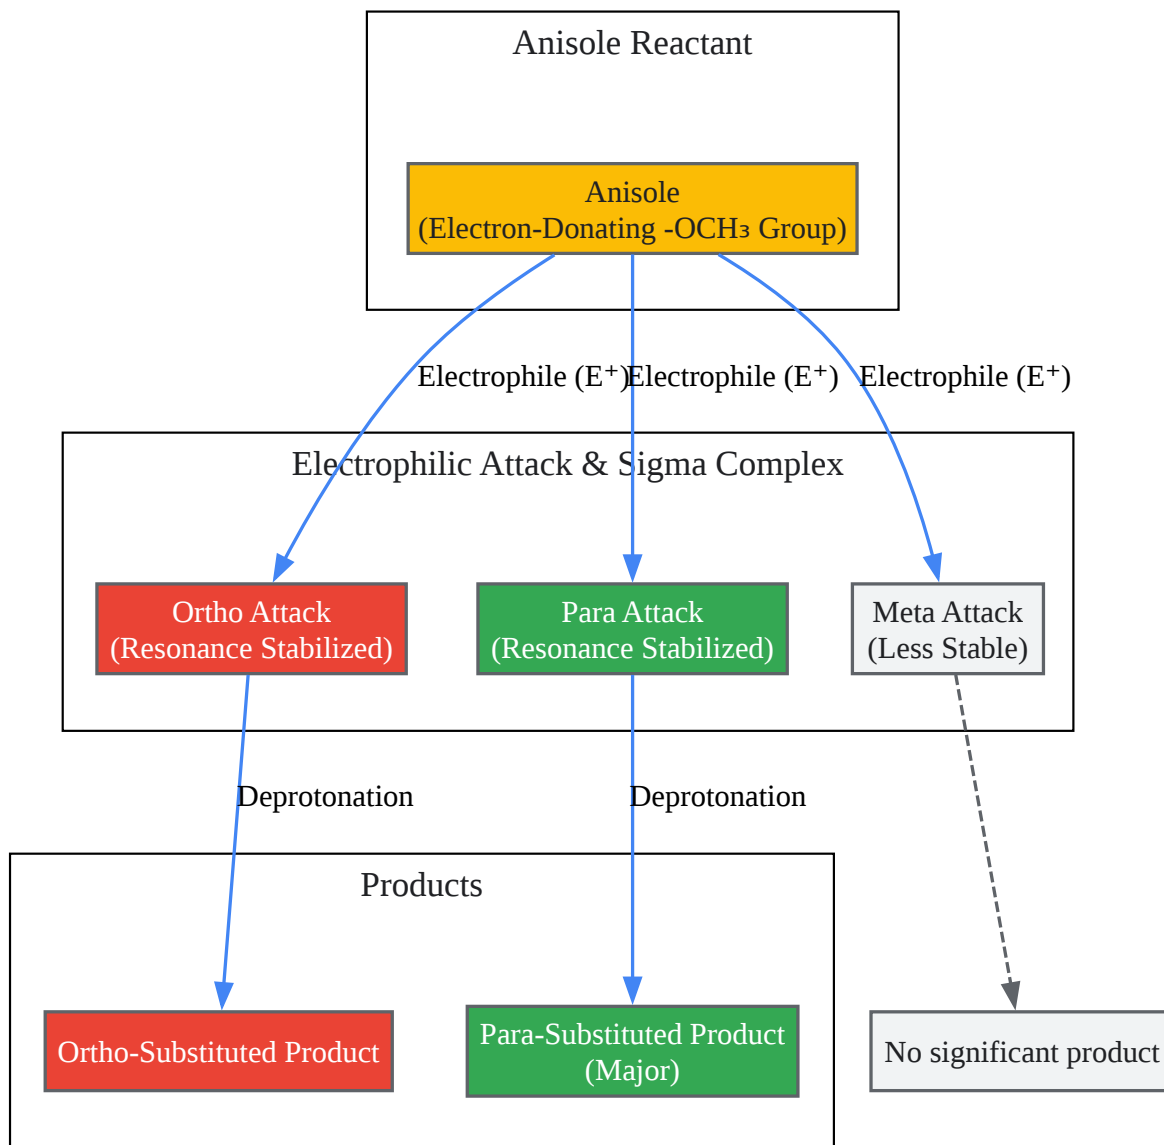 Anisole Reactant
Anisole
(Electron-Donating -OCH₃ Group)
Electrophile (E⁺)
Electrophile (E⁺)
Electrophile (E⁺)
Electrophilic Attack & Sigma Complex
Ortho Attack
(Resonance Stabilized)
Para Attack
(Resonance Stabilized)
Meta Attack
(Less Stable)
Deprotonation
Deprotonation
Products
Ortho-Substituted Product
Para-Substituted Product
(Major)
No significant product